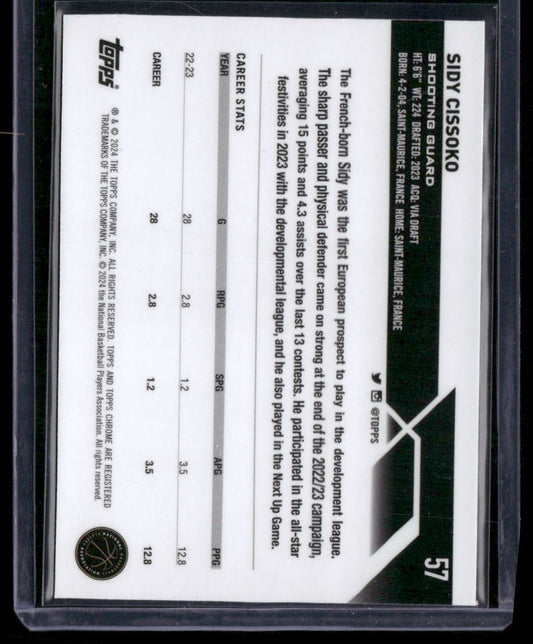 57
SIDY CISSOKO
SHOOTING GUARD
HT: 6'6" WT: 224 DRAFTED: 2023 ACQ: VIA DRAFT
BORN: 4-2-04, SAINT-MAURICE, FRANCE HOME: SAINT-MAURICE, FRANCE
@TOPPS
The French-born Sidy was the first European prospect to play in the development league.
The sharp passer and physical defender came on strong at the end of the 2022/23 campaign,
averaging 15 points and 4.3 assists over the last 13 contests. He participated in the all-star
festivities in 2023 with the developmental league, and he also played in the Next Up Game.
CAREER STATS
YEAR G RPG SPG APG PPG
22-23 28 2.8 1.2 3.5 12.8
CAREER 28 2.8 1.2 3.5 12.8
topps
® & © 2024 THE TOPPS COMPANY, INC. ALL RIGHTS RESERVED. TOPPS AND TOPPS CHROME ARE REGISTERED
TRADEMARKS OF THE TOPPS COMPANY, INC. © 2024 the National Basketball Players Association. All rights reserved.